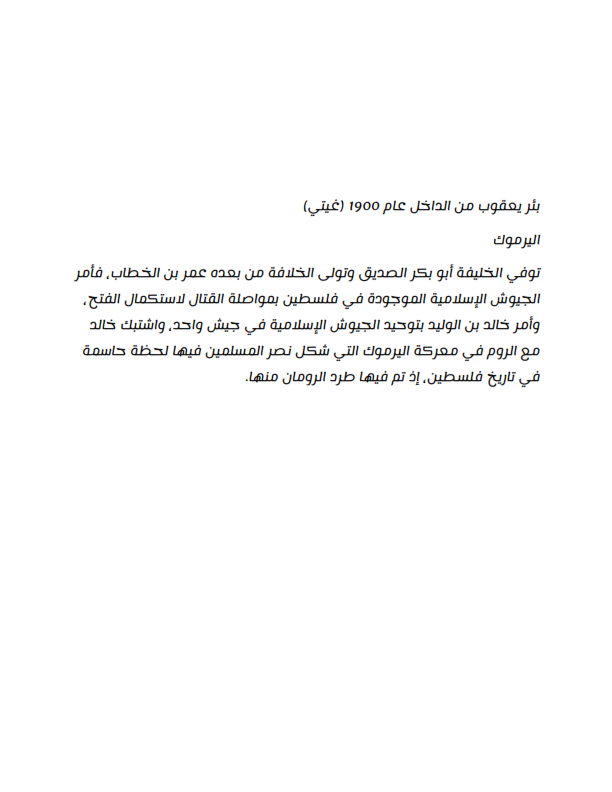 بئر يعقوب من الداخل عام 1900 (غيتي)
اليرموك
توفي الخليفة أبو بكر الصديق وتولى الخلافة من بعده عمر بن الخطاب، فأمر
الجيوش الإسلامية الموجودة في فلسطين بمواصلة القتال لاستكمال الفتح،
وأمر خالد بن الوليد بتوحيد الجيوش الإسلامية في جيش واحد، واشتبك خالد
مع الروم في معركة اليرموك التي شكل نصر المسلمين فيها لحظة حاسمة
في تاريخ فلسطين، إذ تم فيها طرد الرومان منها.